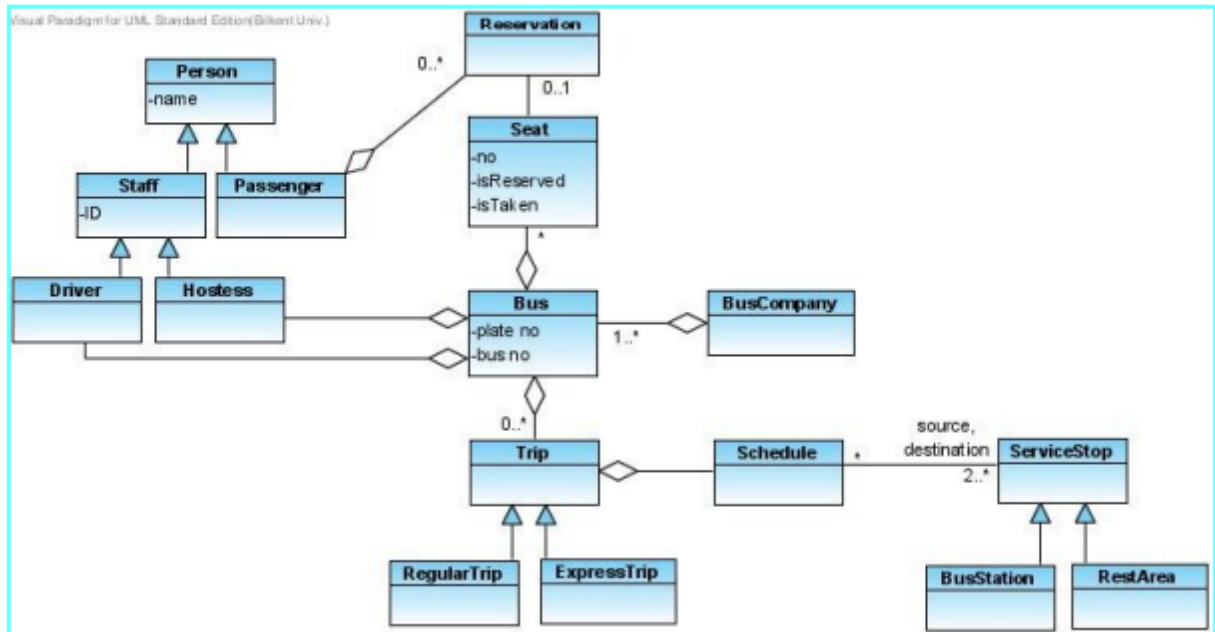 Visual Paradigm for UML Standard Edition(Bilkent Univ.)
Reservation
0..*
0..1
Person
-name
Seat
-no
-isReserved
-isTaken
*
Staff
-ID
Passenger
Driver
Hostess
Bus
-plate no
-bus no
1..*
BusCompany
0..*
Trip
Schedule
*
source,
destination
2..*
ServiceStop
RegularTrip
ExpressTrip
BusStation
RestArea